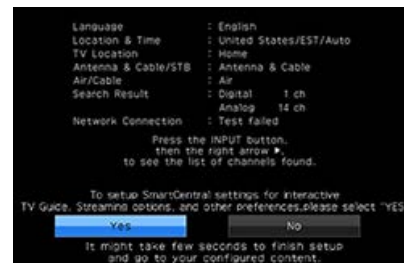 Language : English
Location & Time : United States/EST/Auto
TV Location : Home
Antenna & Cable/STB : Antenna & Cable
Air/Cable : Air
Search Result : Digital 1 ch
Analog 14 ch
Network Connection : Test failed
Press the INPUT button,
then the right arrow ▶,
to see the list of channels found.
To setup SmartCentral settings for interactive
TV Guide, Streaming options, and other preferences,please select "YES
Yes No
It might take few seconds to finish setup
and go to your configured content.